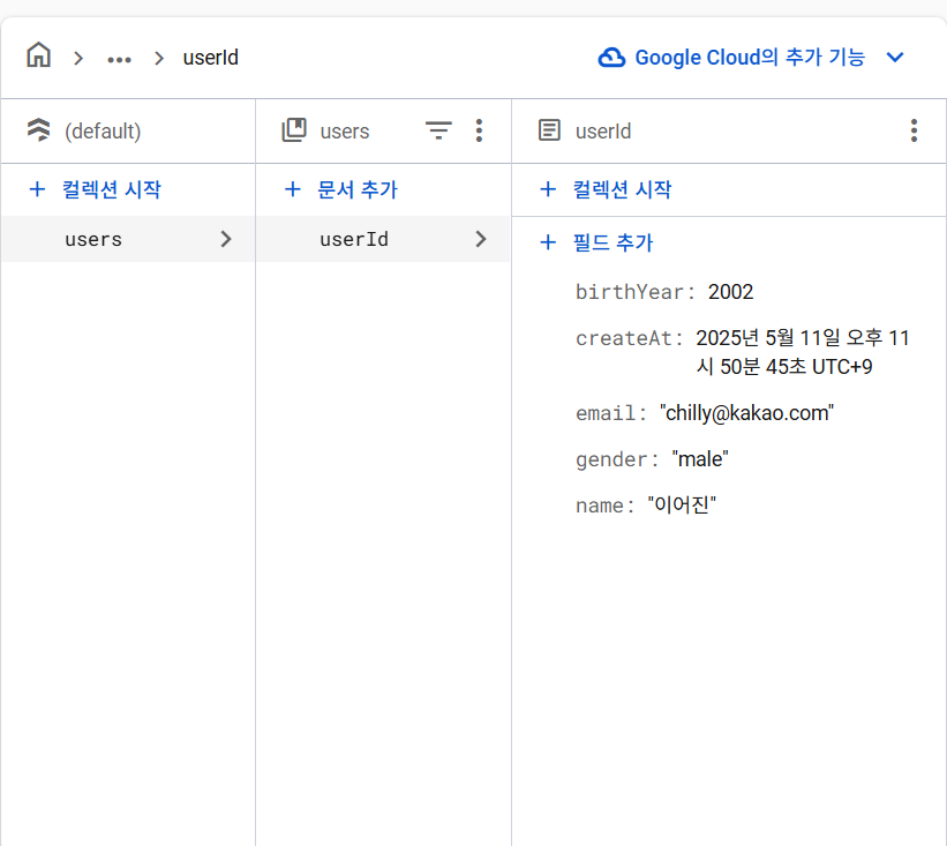 userId
Google Cloud의 추가 기능
(default)
users
userId
컬렉션 시작
문서 추가
컬렉션 시작
users
userId
필드 추가
birthYear: 2002
createAt: 2025년 5월 11일 오후 11
시 50분 45초 UTC+9
email: "chilly@kakao.com"
gender: "male"
name: "이어진"